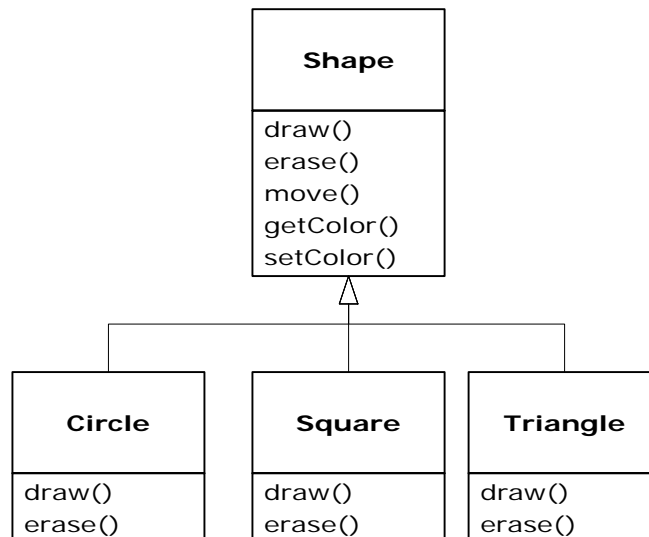 Shape
draw()
erase()
move()
getColor()
setColor()
Circle
draw()
erase()
Square
draw()
erase()
Triangle
draw()
erase()